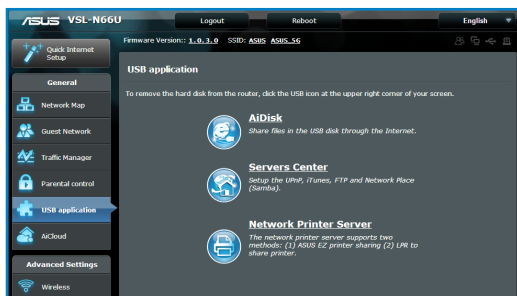 ASUS VSL-N66U
Logout
Reboot
English
Quick Internet
Setup
Firmware Version:: 1.0.3.0 SSID: ASUS ASUS_5G
General
Network Map
Guest Network
Traffic Manager
Parental control
USB application
AiCloud
Advanced Settings
Wireless
USB application
To remove the hard disk from the router, click the USB icon at the upper right corner of your screen.
AiDisk
Share files in the USB disk through the Internet.
Servers Center
Setup the UPnP, iTunes, FTP and Network Place
(Samba).
Network Printer Server
The network printer server supports two
methods: (1) ASUS EZ printer sharing (2) LPR to
share printer.